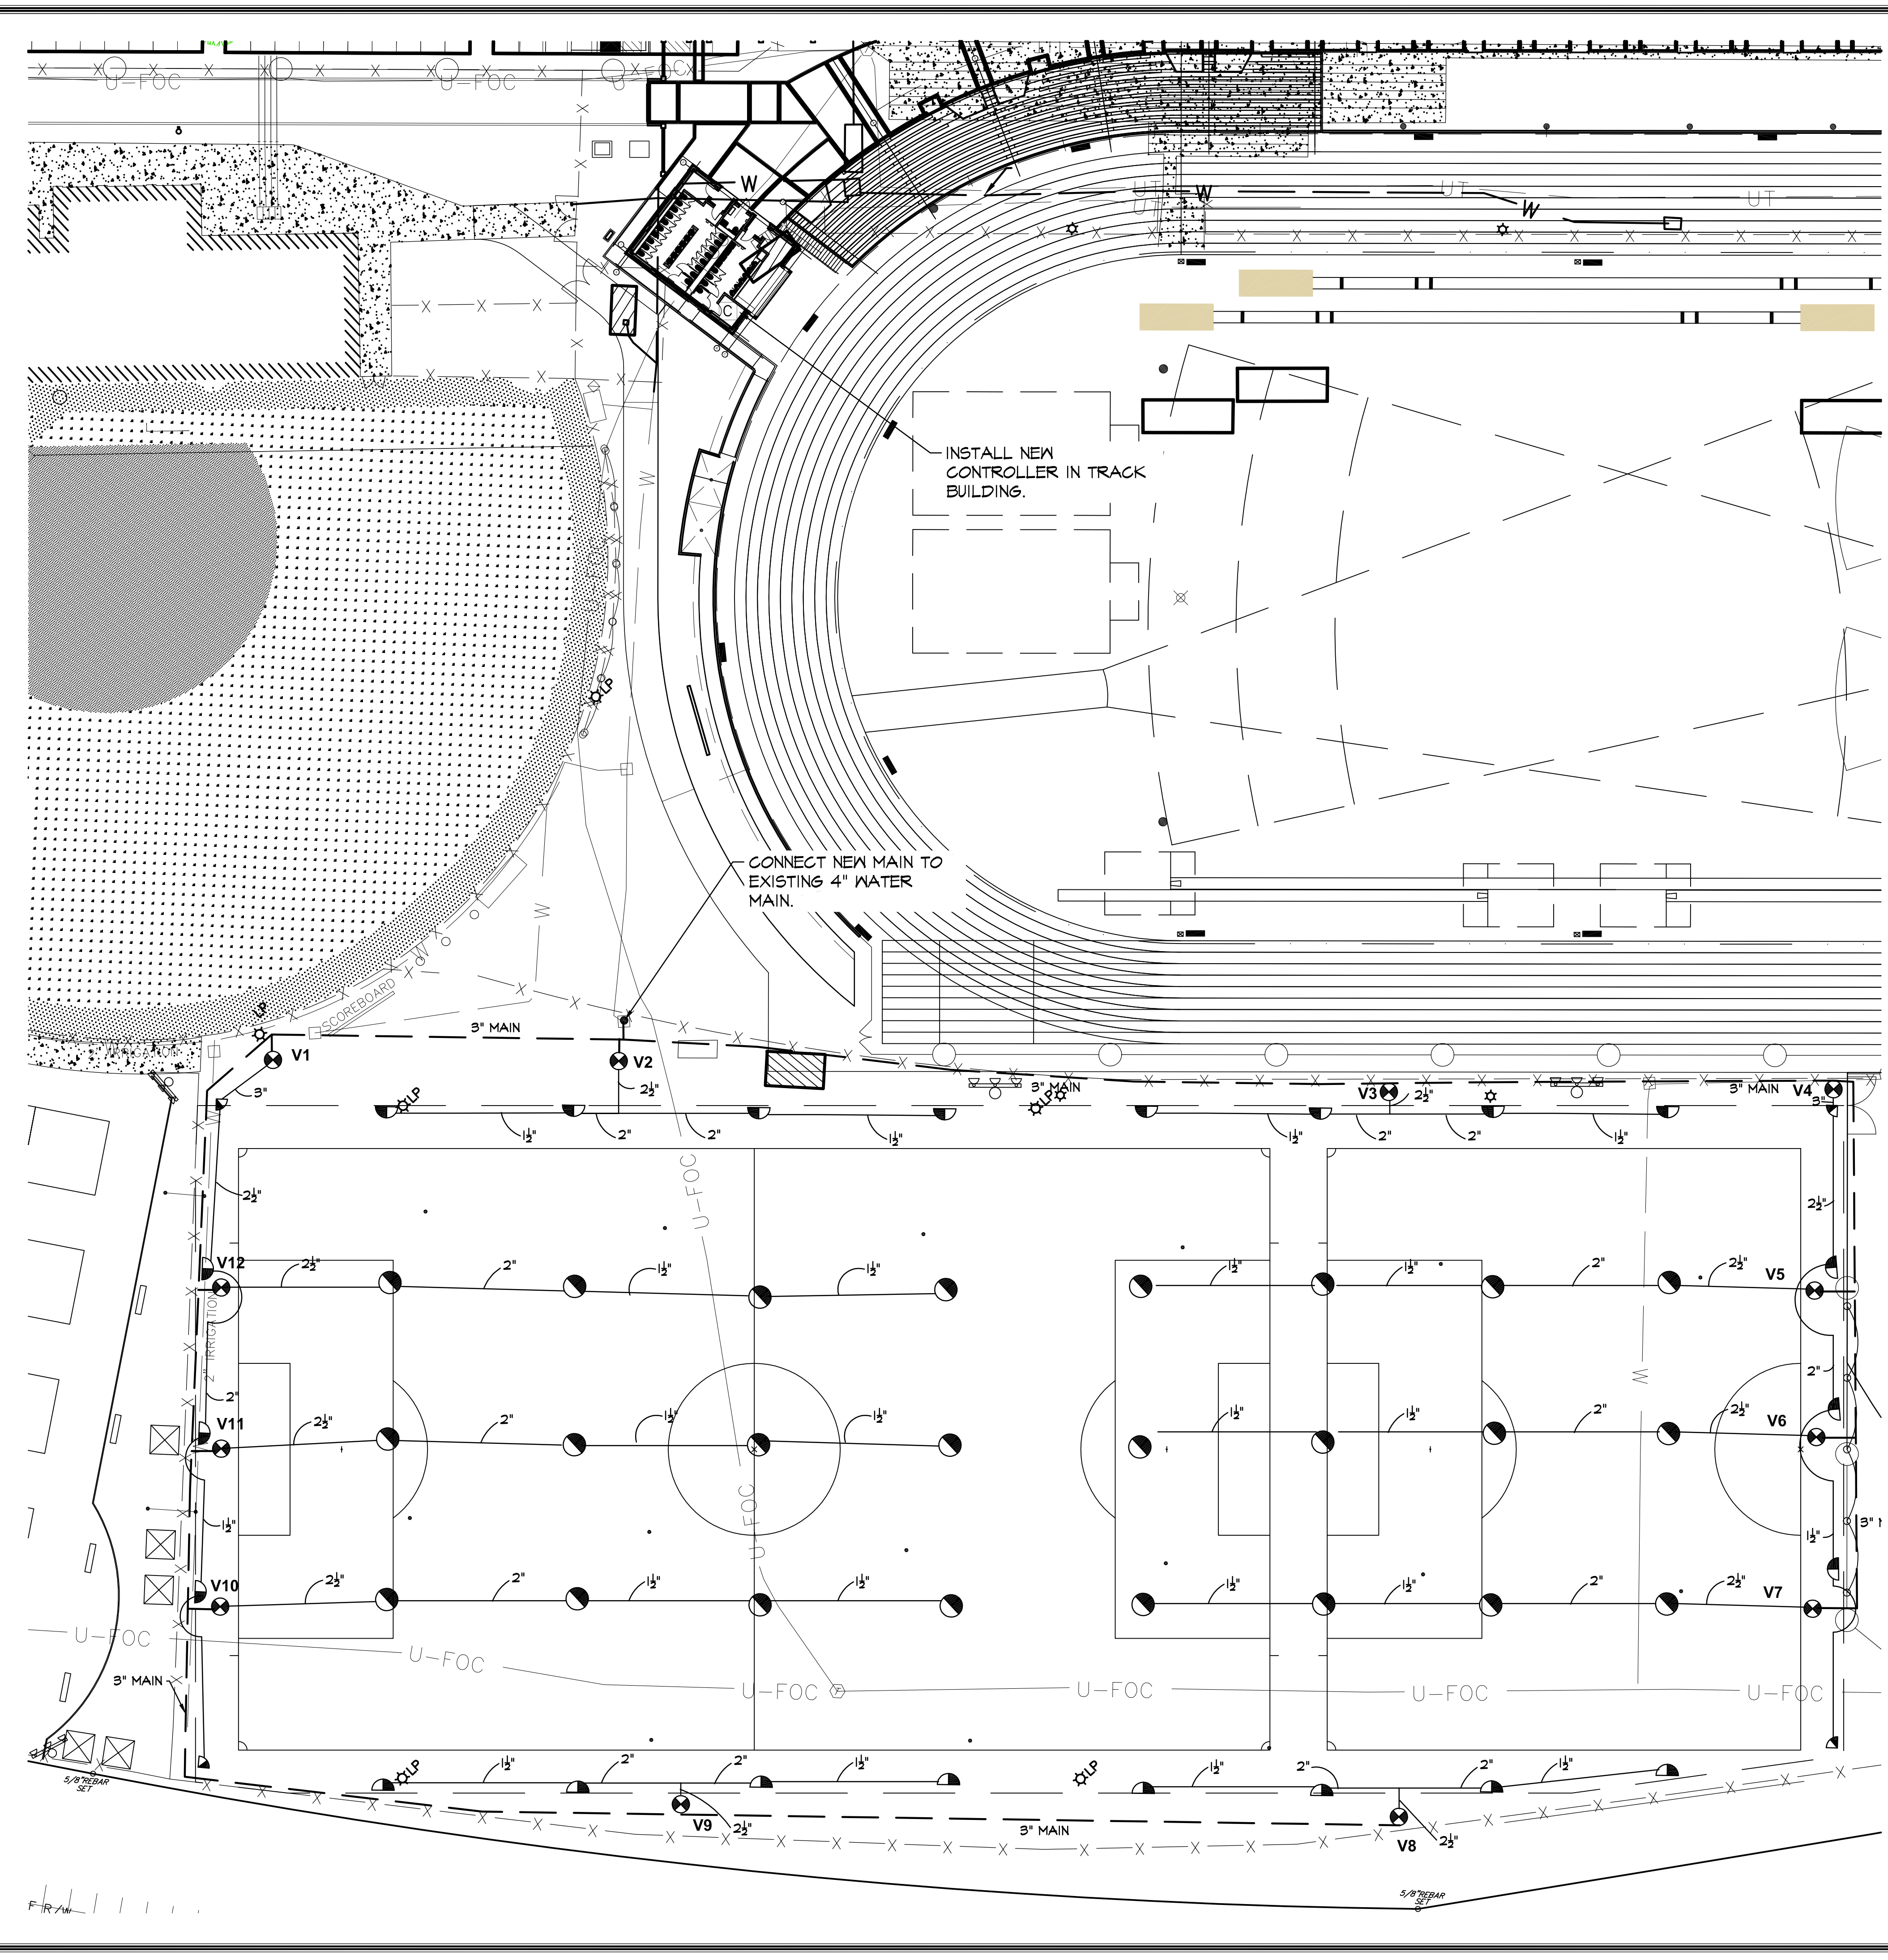 U-FOC
U-FOC
U-FOC
W
W
UT
UT
UT
UT
W
C
INSTALL NEW
CONTROLLER IN TRACK
BUILDING.
W
LP
CONNECT NEW MAIN TO
EXISTING 4" WATER
MAIN.
W
W
SCOREBOARD
LP
3" MAIN
IRRIGATION
V1
V2
3"
2½"
3" MAIN
V3
2½"
3" MAIN
V4
3"
W
LP
LP
1½"
2"
2"
1½"
1½"
2"
2"
1½"
U-FOC
2½"
2½"
V12
2½"
2"
1½"
1½"
1½"
1½"
2"
2½"
V5
2" IRRIGATION
W
2"
2"
V11
2½"
2"
1½"
1½"
1½"
1½"
2"
2½"
V6
U-FOC
1½"
1½"
3"
V10
2½"
2"
1½"
1½"
1½"
1½"
2"
2½"
V7
U-FOC
U-FOC
U-FOC
U-FOC
U-FOC
U-FOC
3" MAIN
5/8"REBAR
SET
LP
1½"
2"
2"
1½"
LP
1½"
2"
2"
1½"
V9
2½"
3" MAIN
V8
2½"
5/8"REBAR
SET
F R/W